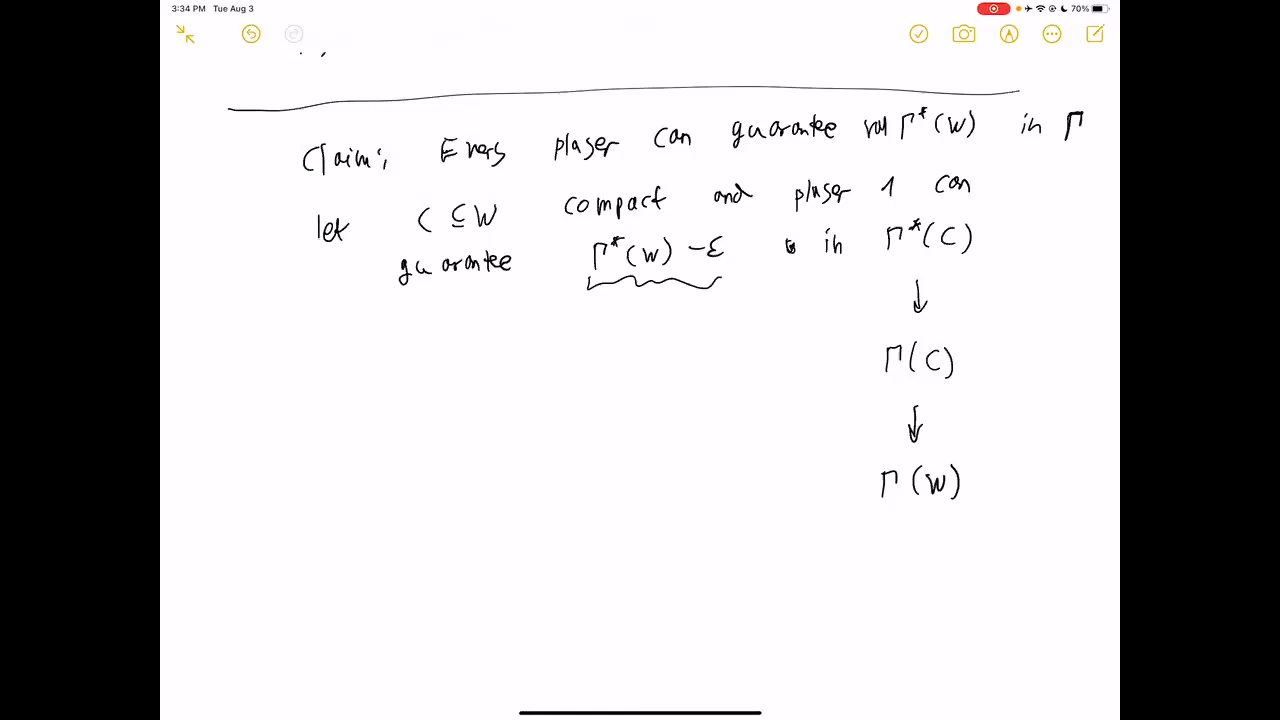 3:34 PM Tue Aug 3 70%
Claim: Every player can guarantee val Γ*(W) in Γ
let C ⊆ W compact and player 1 can
guarantee Γ*(W) - ε in Γ*(C)
↓
Γ(C)
↓
Γ(W)